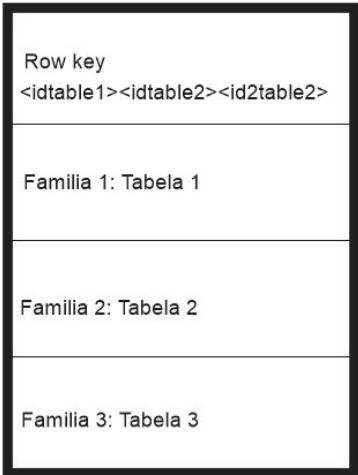 Row key
<idtable1><idtable2><id2table2>
Familia 1: Tabela 1
Familia 2: Tabela 2
Familia 3: Tabela 3